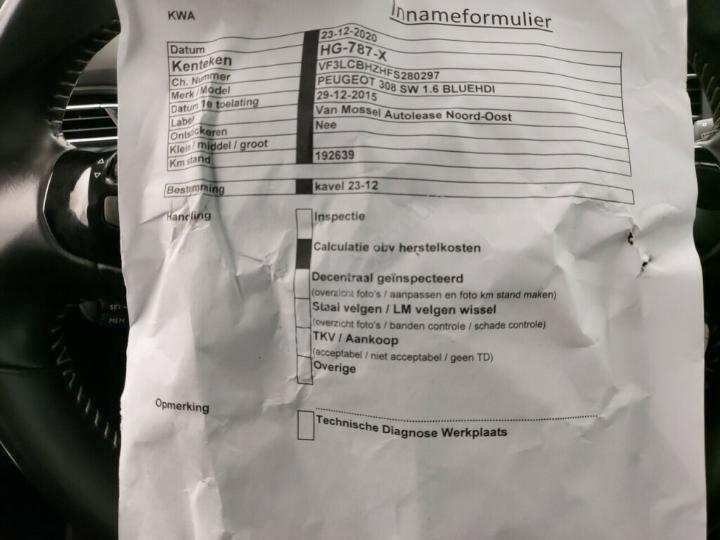 KWA
Innameformulier
Datum 23-12-2020
Kenteken HG-787-X
Ch. Nummer VF3LCBHZHFS280297
Merk / Model PEUGEOT 308 SW 1.6 BLUEHDI
Datum 1e toelating 29-12-2015
Label Van Mossel Autolease Noord-Oost
Ontstickeren Nee
Klein / middel / groot
Km stand 192639
Bestemming kavel 23-12
Handling Inspectie
Calculatie obv herstelkosten
Decentraal geïnspecteerd
(overzicht foto's / aanpassen en foto km stand maken)
Staal velgen / LM velgen wissel
(overzicht foto's / banden controle / schade controle)
TKV / Aankoop
(acceptabel / niet acceptabel / geen TD)
Overige
Opmerking
Technische Diagnose Werkplaats